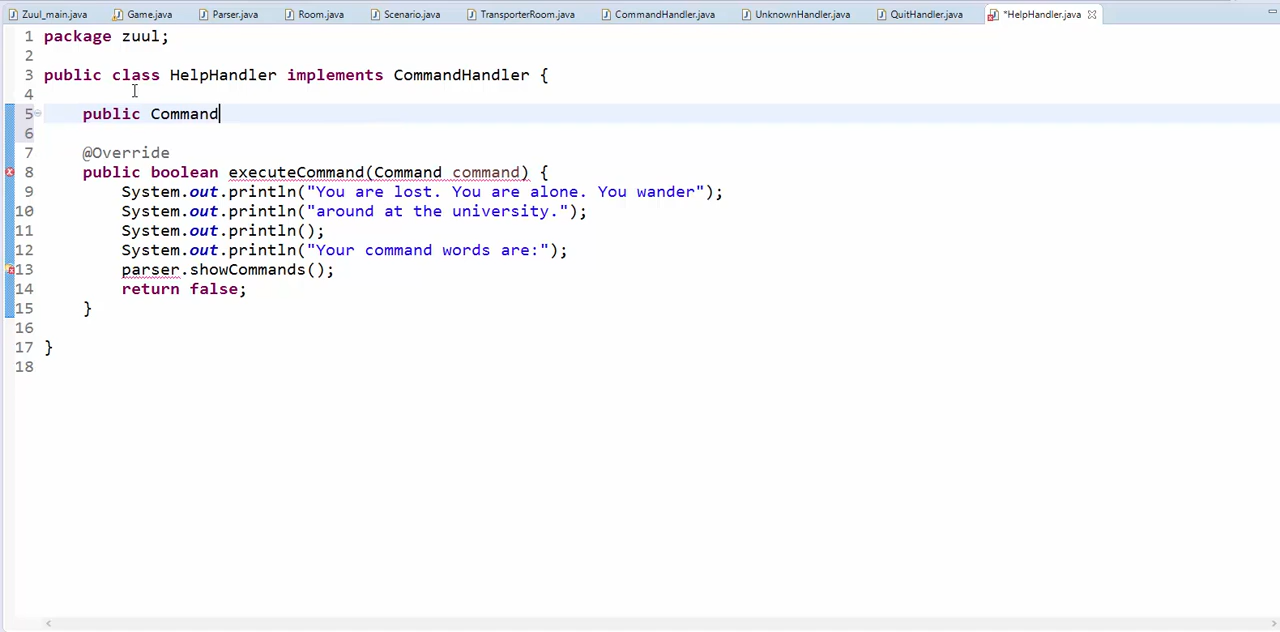 Zuul_main.java Game.java Parser.java Room.java Scenario.java TransporterRoom.java CommandHandler.java UnknownHandler.java QuitHandler.java *HelpHandler.java
1 package zuul;
2
3 public class HelpHandler implements CommandHandler {
4
5 public Command
6
7 @Override
8 public boolean executeCommand(Command command) {
9 System.out.println("You are lost. You are alone. You wander");
10 System.out.println("around at the university.");
11 System.out.println();
12 System.out.println("Your command words are:");
13 parser.showCommands();
14 return false;
15 }
16
17 }
18